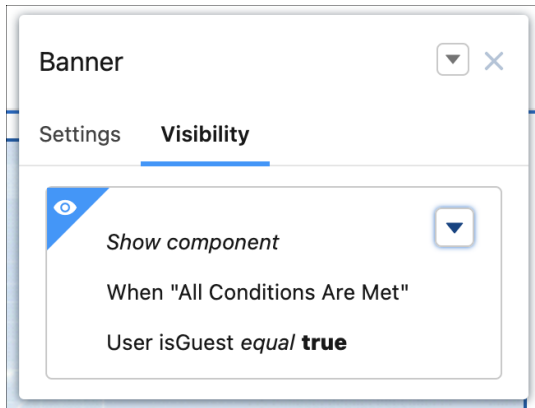 Banner
Settings Visibility
Show component
When "All Conditions Are Met"
User isGuest equal true